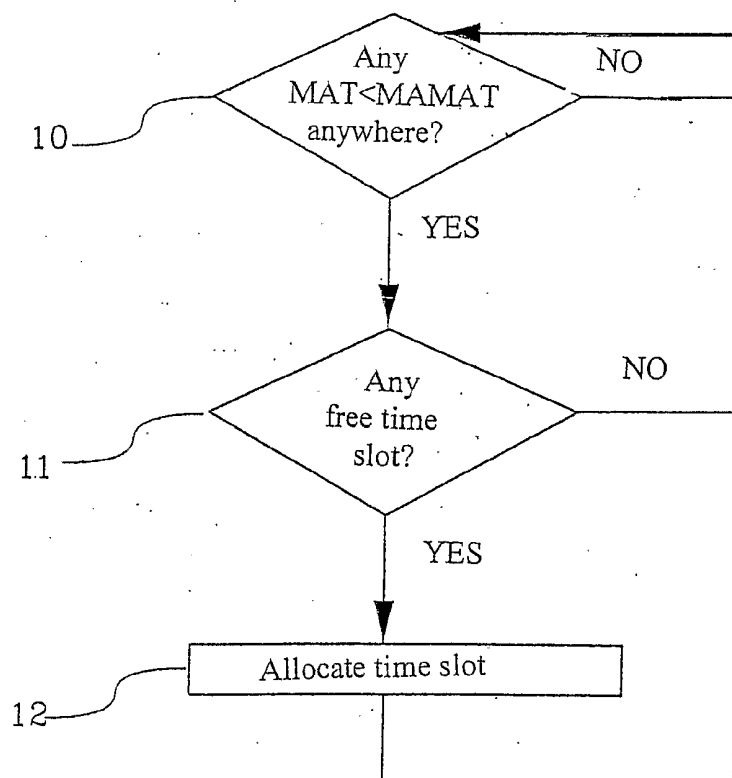 Any
MAT<MAMAT
anywhere?
NO
10
YES
Any
free time
slot?
NO
11
YES
Allocate time slot
12